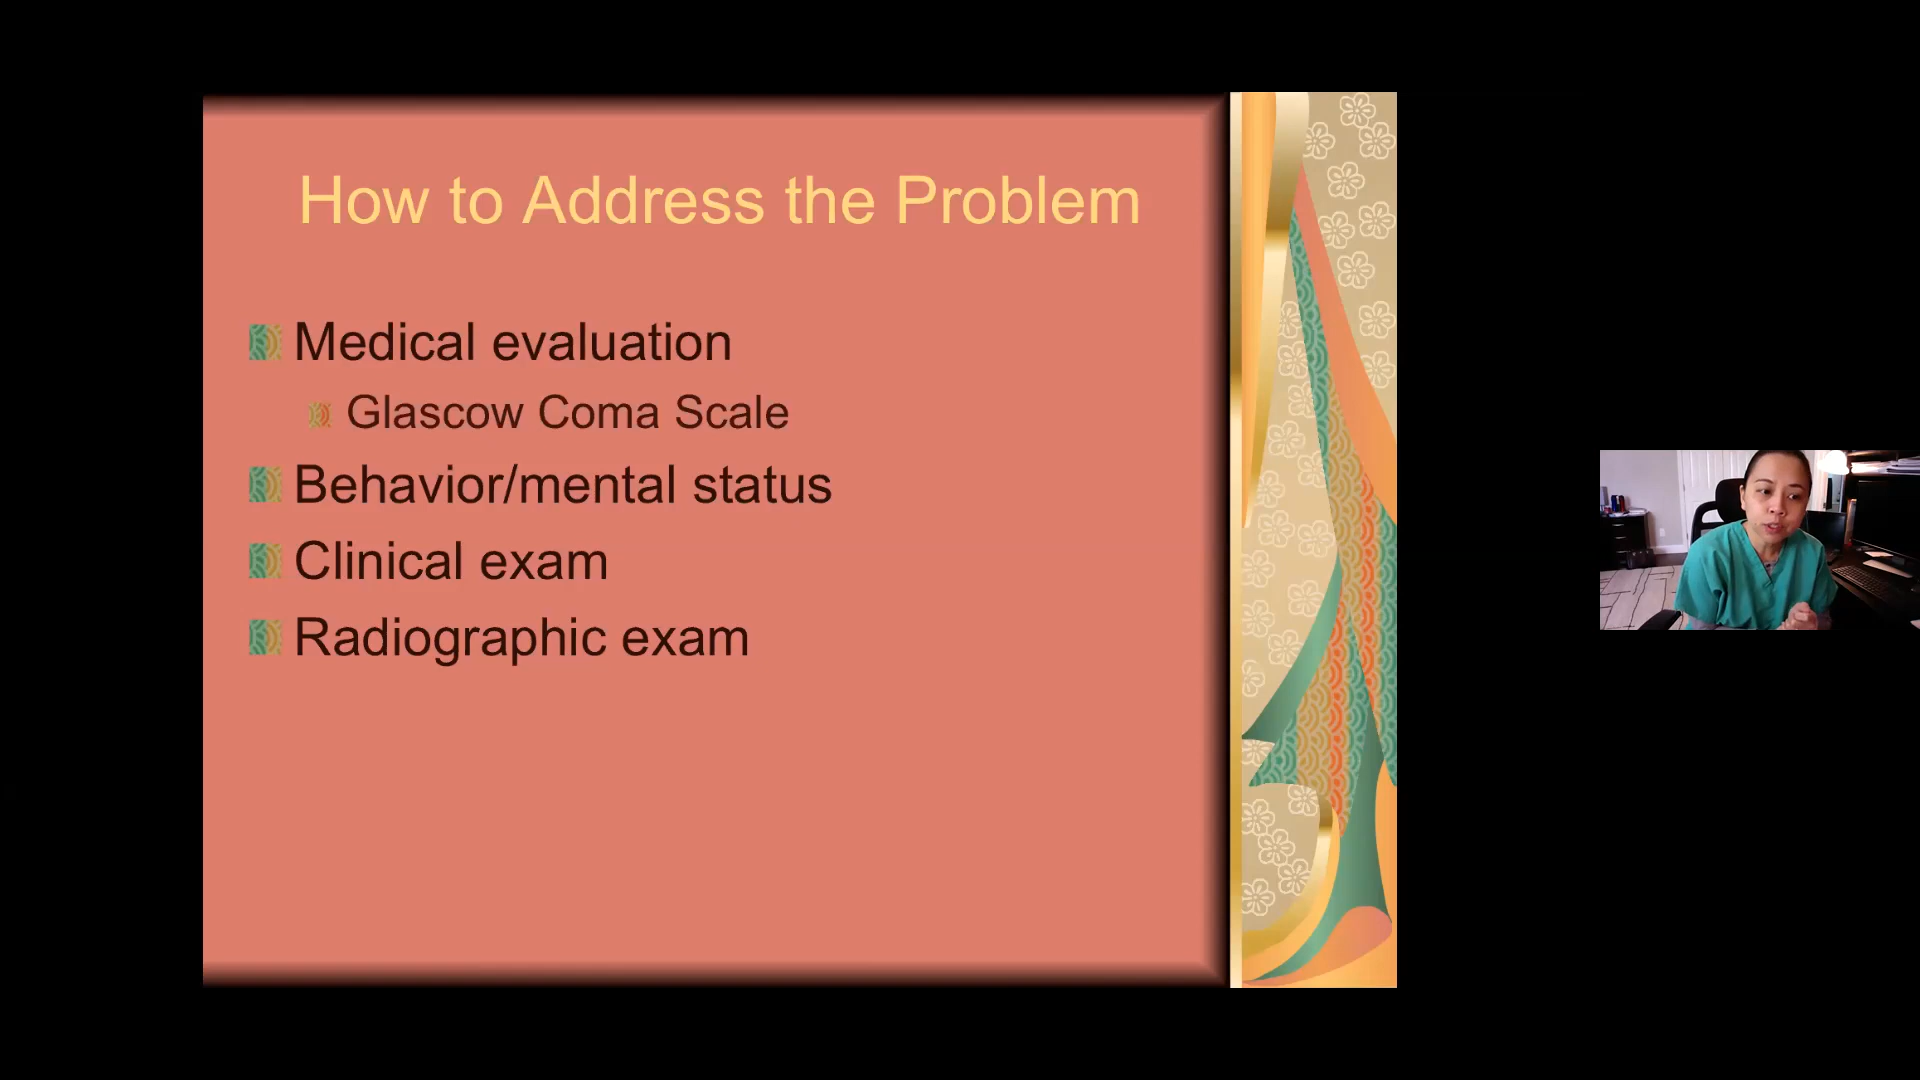 How to Address the Problem
Medical evaluation
Glascow Coma Scale
Behavior/mental status
Clinical exam
Radiographic exam